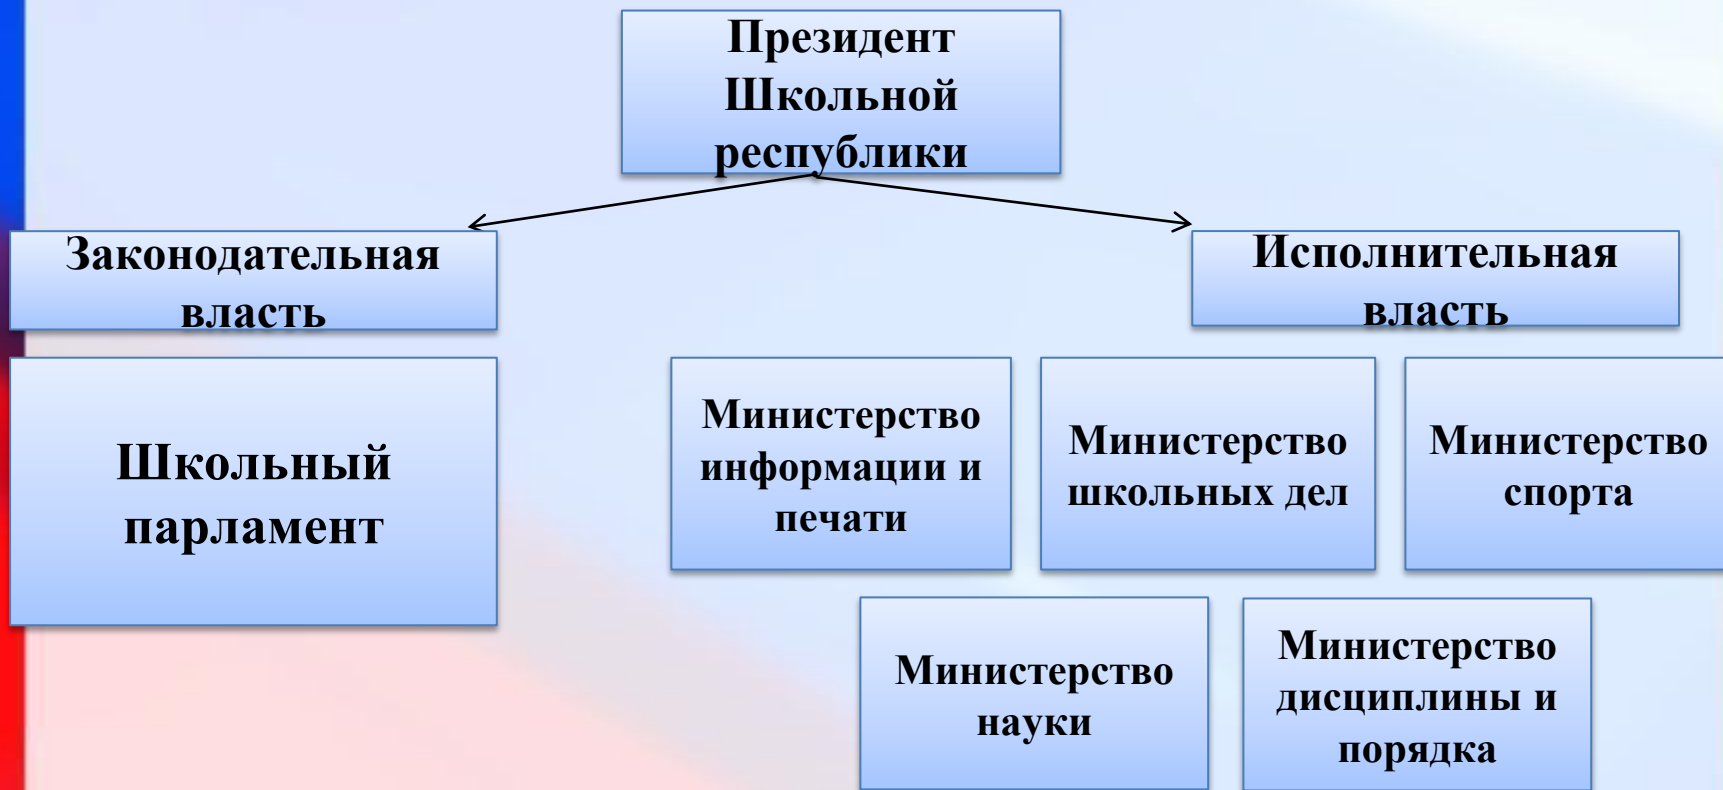 Президент
Школьной
республики
Законодательная
власть
Исполнительная
власть
Школьный
парламент
Министерство
информации и
печати
Министерство
школьных дел
Министерство
спорта
Министерство
науки
Министерство
дисциплины и
порядка